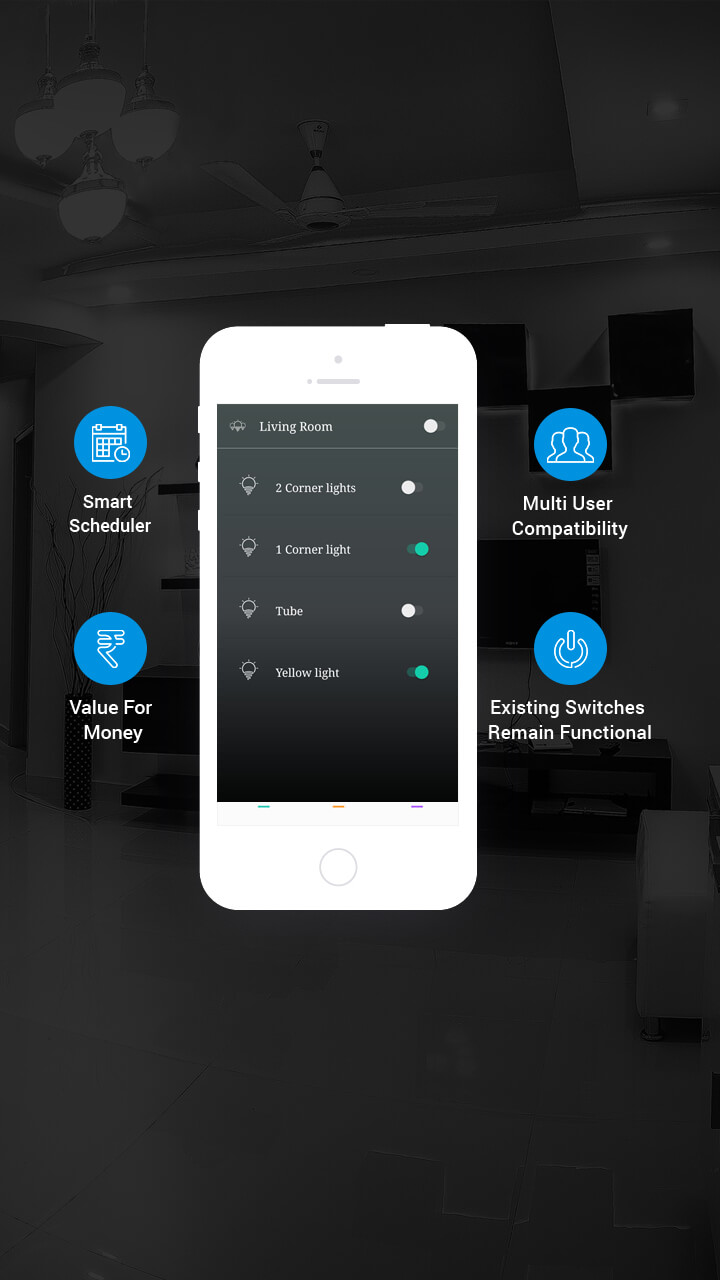 Living Room
2 Corner lights
1 Corner light
Tube
Yellow light
Smart
Scheduler
Multi User
Compatibility
Value For
Money
Existing Switches
Remain Functional